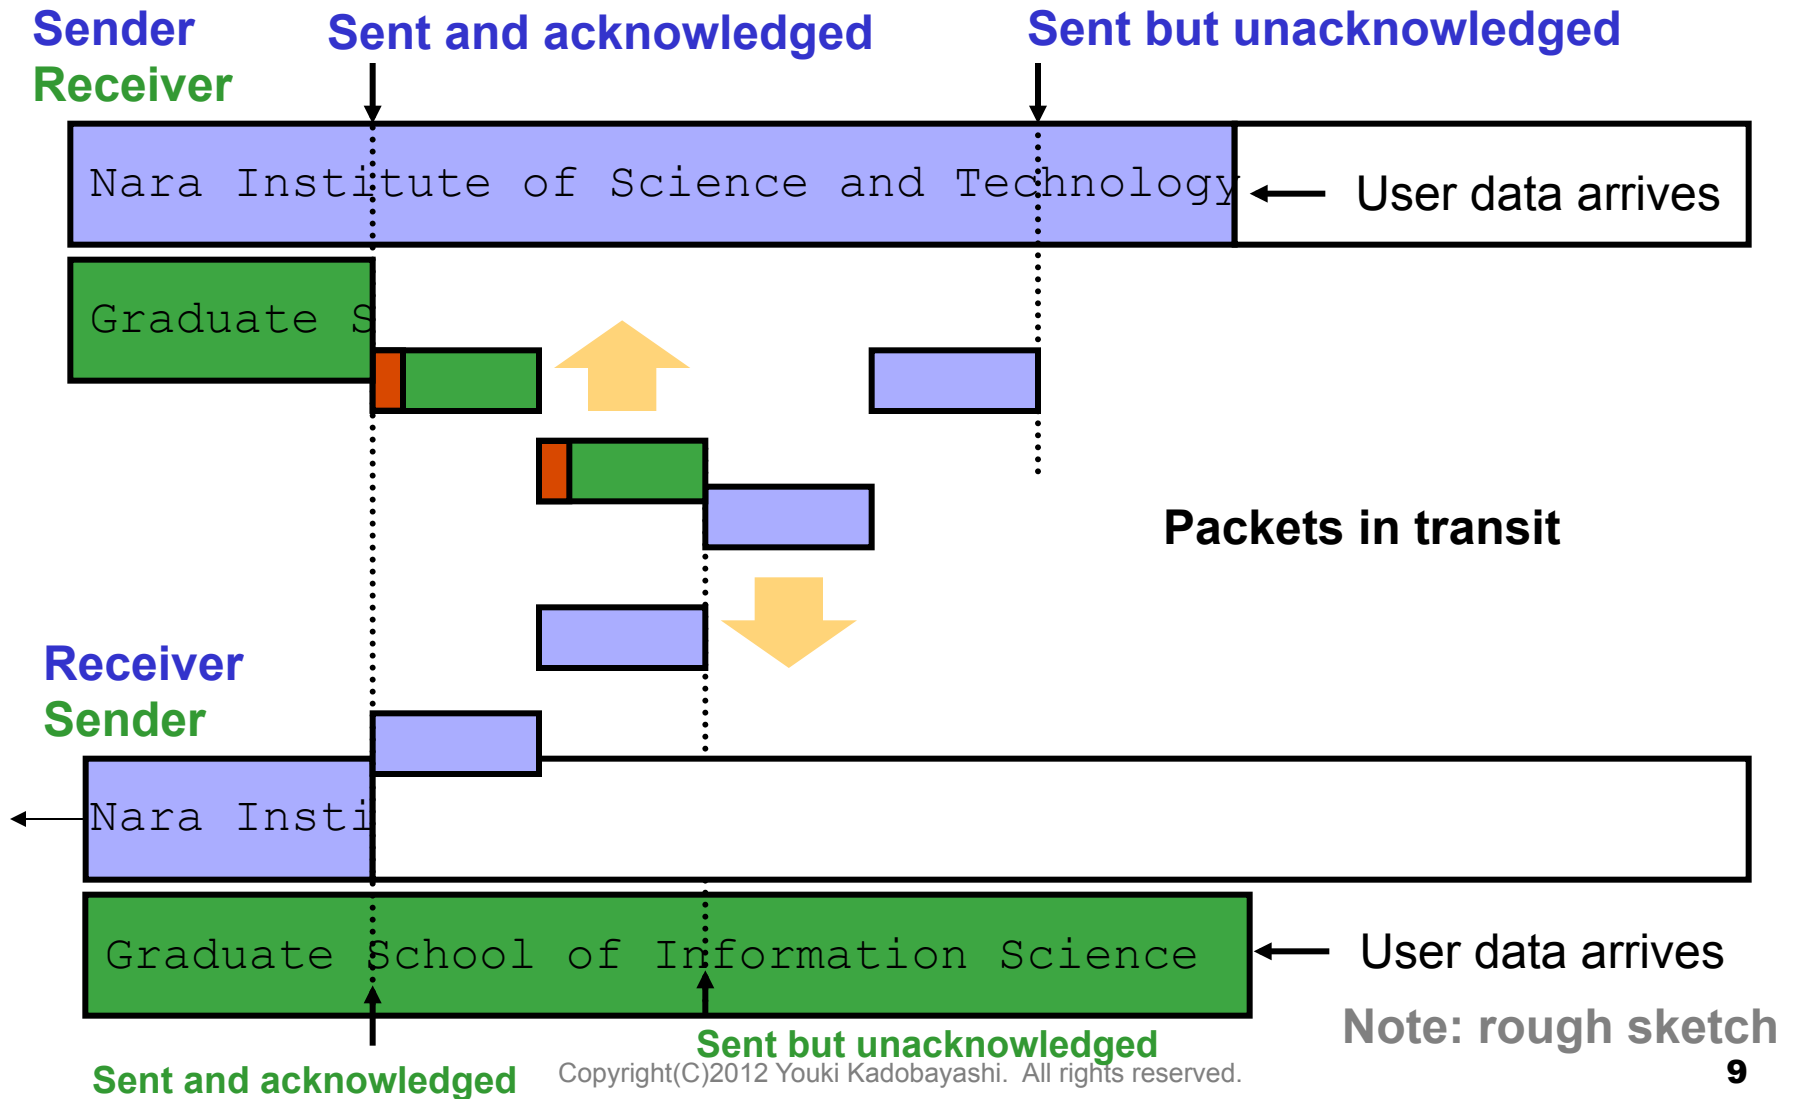 Sender
Receiver
Sent and acknowledged
Sent but unacknowledged
Nara Institute of Science and Technology
User data arrives
Graduate S
Packets in transit
Receiver
Sender
Nara Insti
Graduate School of Information Science
User data arrives
Note: rough sketch
Sent but unacknowledged
Sent and acknowledged
Copyright(C)2012 Youki Kadobayashi. All rights reserved.
9